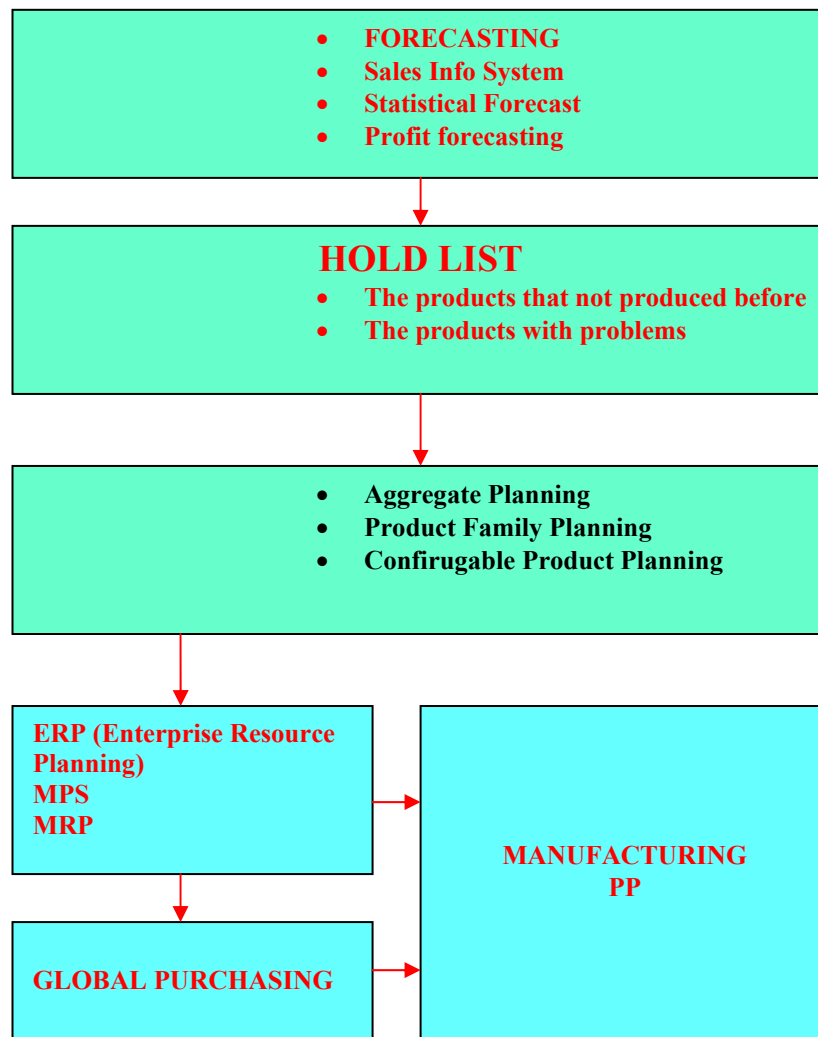 • FORECASTING
• Sales Info System
• Statistical Forecast
• Profit forecasting
HOLD LIST
• The products that not produced before
• The products with problems
• Aggregate Planning
• Product Family Planning
• Confirugable Product Planning
ERP (Enterprise Resource
Planning)
MPS
MRP
MANUFACTURING
PP
GLOBAL PURCHASING